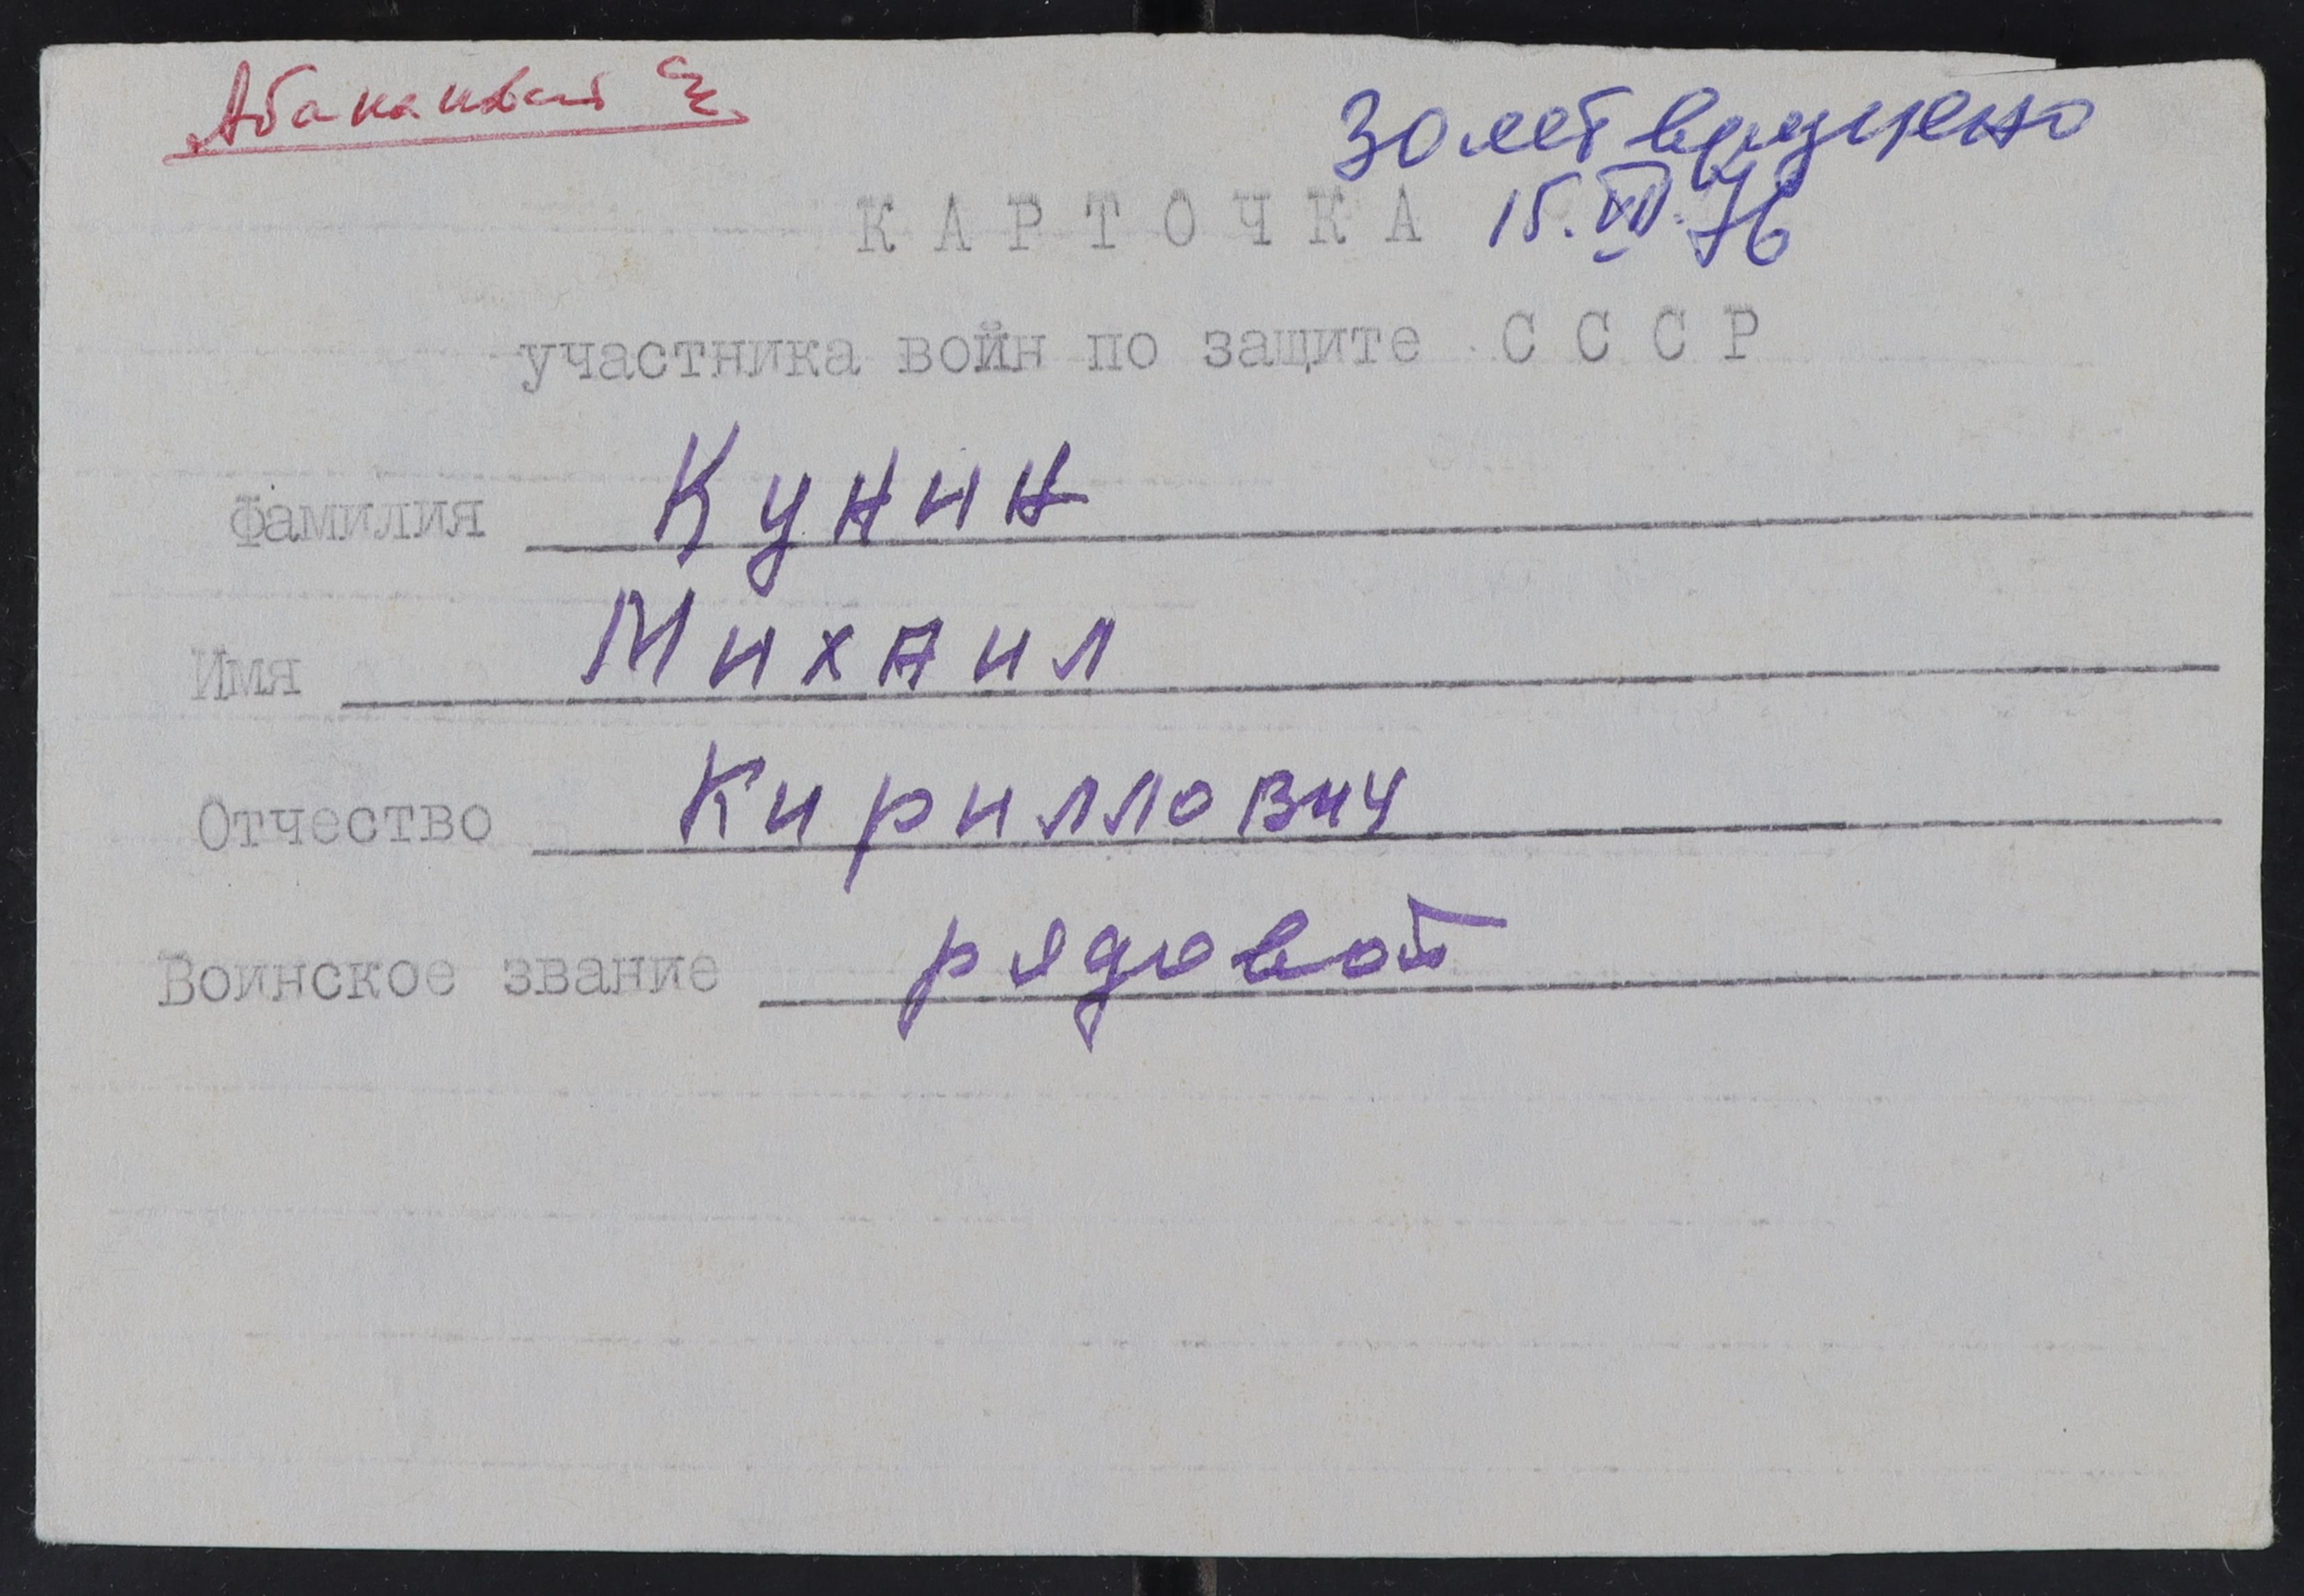 Абаканский
30 лет вручено
КАРТОЧКА 15.VII.76
участника войн по защите СССР
Фамилия Кунин
Имя Михаил
Отчество Кириллович
Воинское звание рядовой